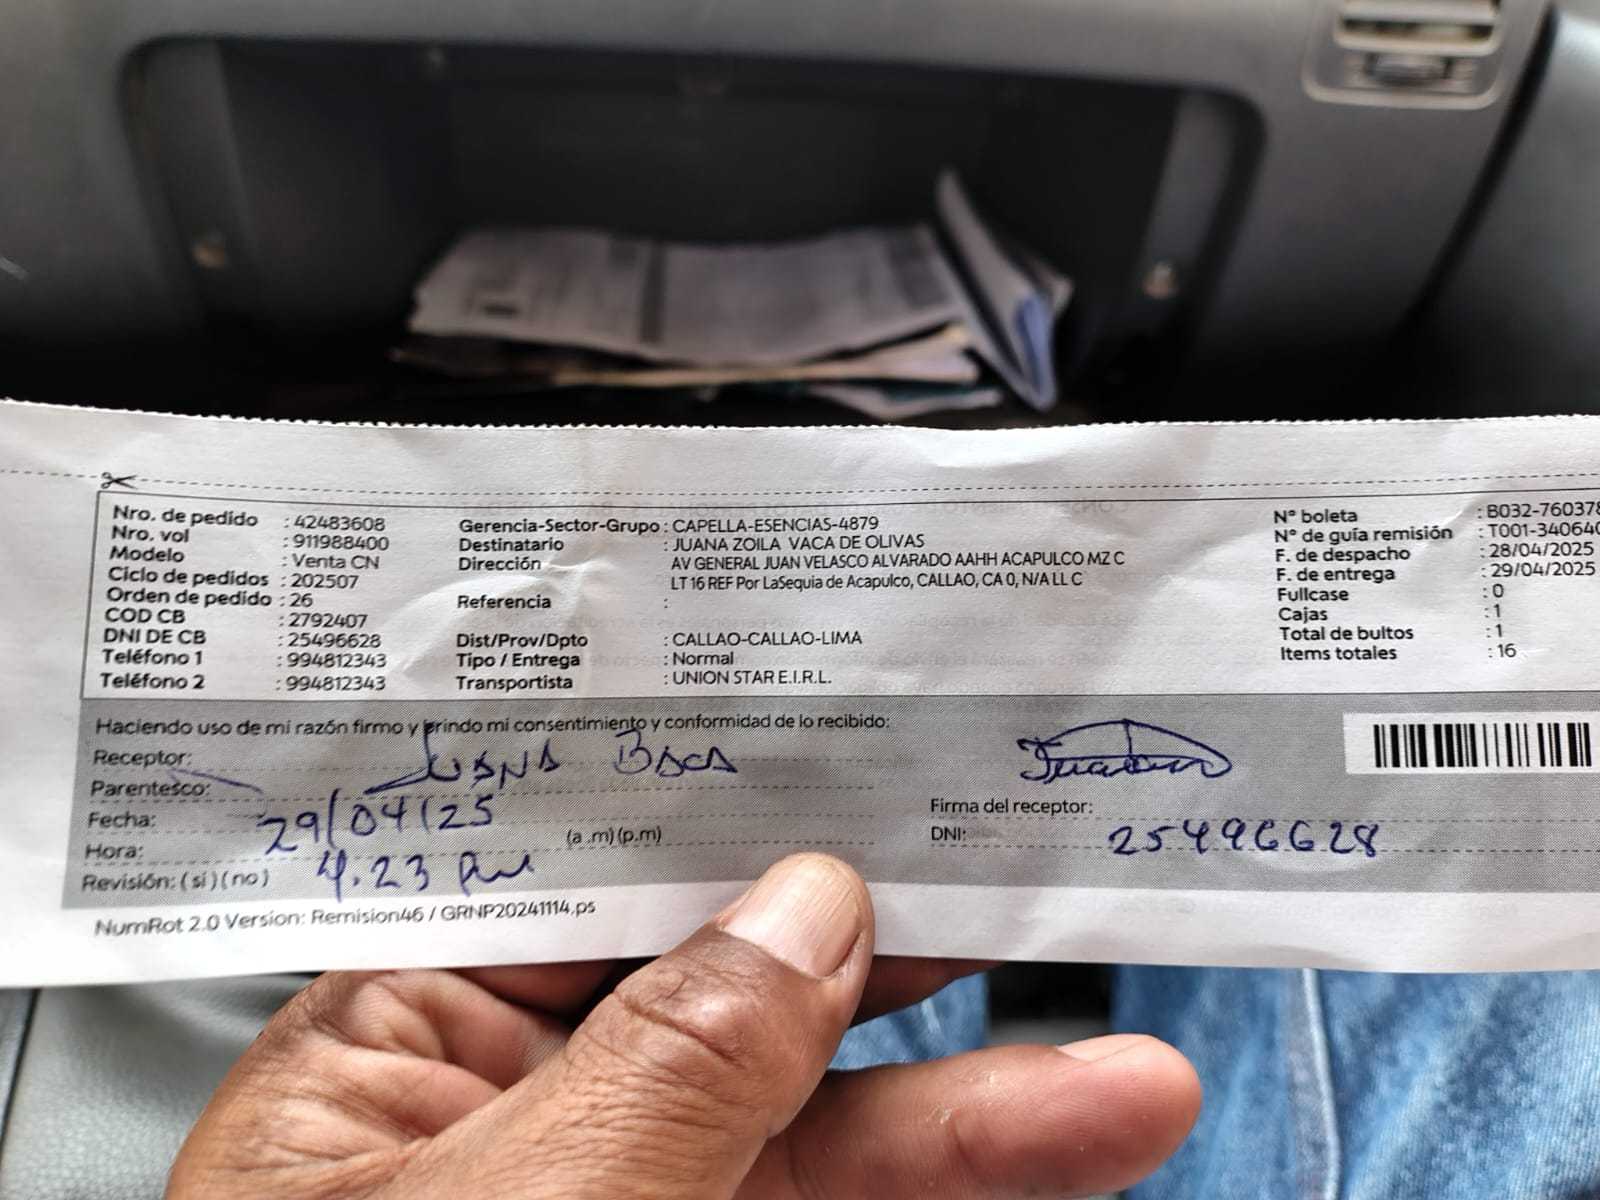 Nro. de pedido : 42483608
Nro. vol : 911988400
Modelo : Venta CN
Ciclo de pedidos : 202507
Orden de pedido : 26
COD CB : 2792407
DNI DE CB : 25496628
Teléfono 1 : 994812343
Teléfono 2 : 994812343
Gerencia-Sector-Grupo : CAPELLA-ESENCIAS-4879
Destinatario : JUANA ZOILA VACA DE OLIVAS
Dirección : AV GENERAL JUAN VELASCO ALVARADO AAHH ACAPULCO MZ C
LT 16 REF Por LaSequia de Acapulco, CALLAO, CA 0, N/A LL C
Referencia :
Dist/Prov/Dpto : CALLAO-CALLAO-LIMA
Tipo / Entrega : Normal
Transportista : UNION STAR E.I.R.L.
N° boleta : B032-760378
N° de guía remisión : T001-340640
F. de despacho : 28/04/2025
F. de entrega : 29/04/2025
Fullcase : 0
Cajas : 1
Total de bultos : 1
Items totales : 16
Haciendo uso de mi razón firmo y brindo mi consentimiento y conformidad de lo recibido:
Receptor: JUANA BACA
Parentesco:
Fecha: 29/04/25
Hora: 4.23 Pm (a .m) (p.m)
Revisión: ( si ) ( no )
Firma del receptor:
DNI: 25496628
NumRot 2.0 Version: Remision46 / GRNP20241114.ps